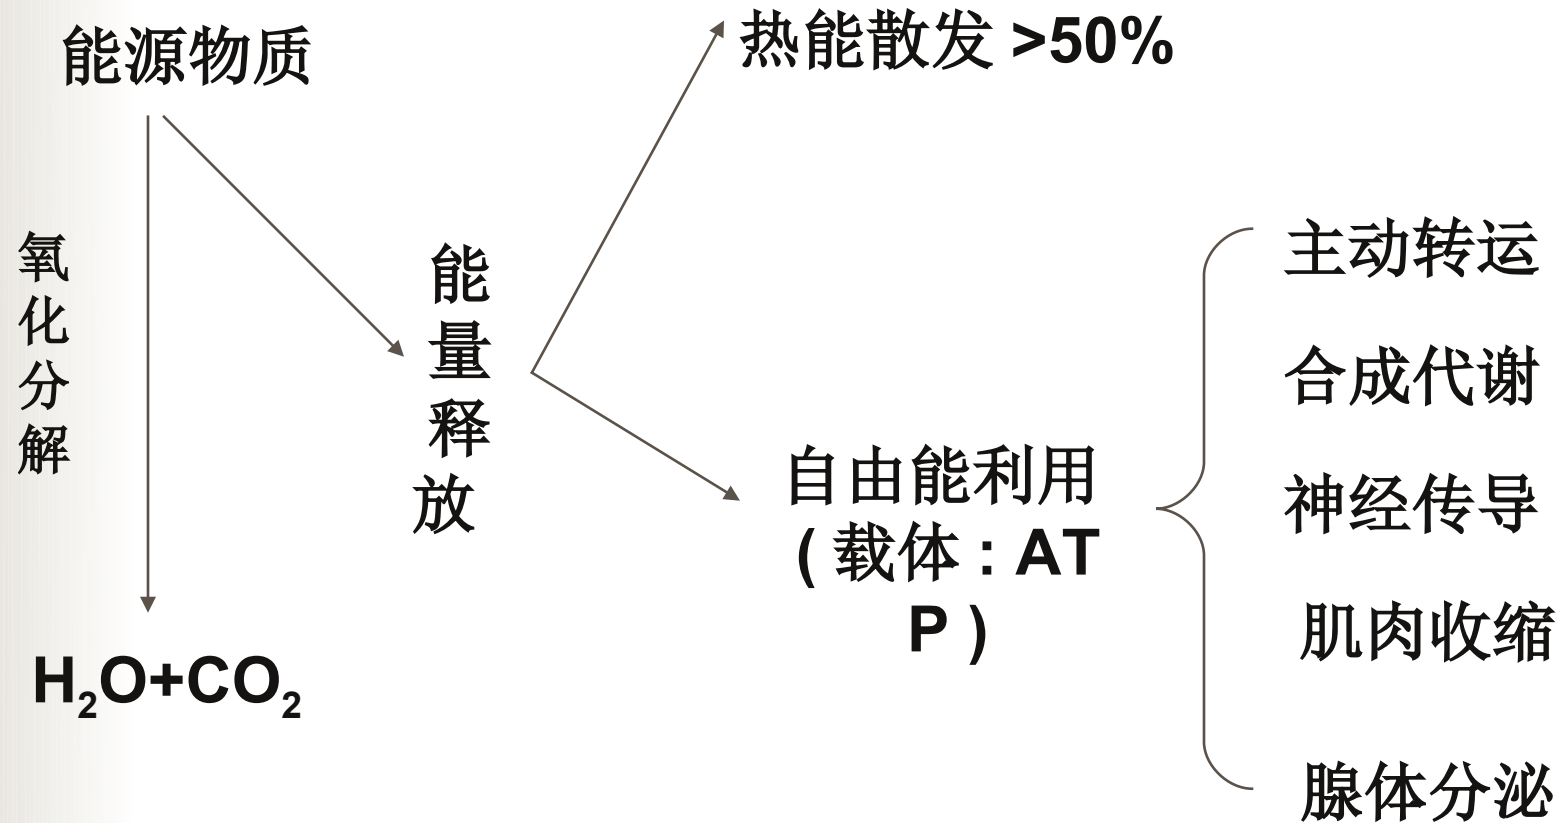 能源物质
热能散发 >50%
氧化分解
能量释放
主动转运
合成代谢
自由能利用
( 载体 : AT
P )
神经传导
肌肉收缩
H₂O+CO₂
腺体分泌